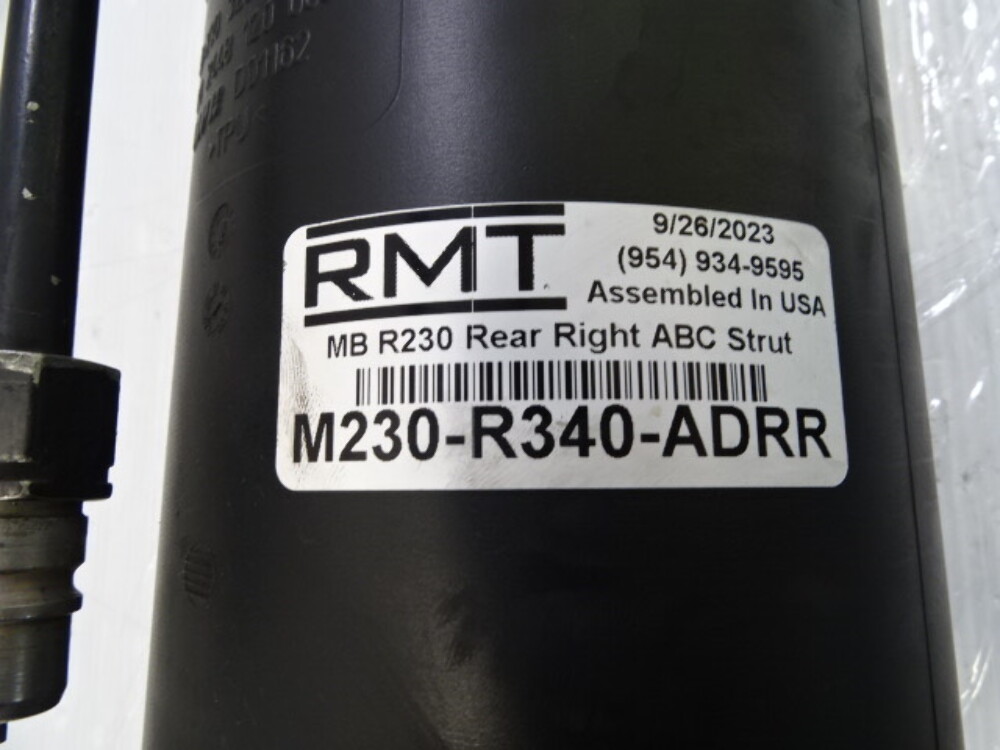 DD1162
RMT
9/26/2023
(954) 934-9595
Assembled In USA
MB R230 Rear Right ABC Strut
M230-R340-ADRR